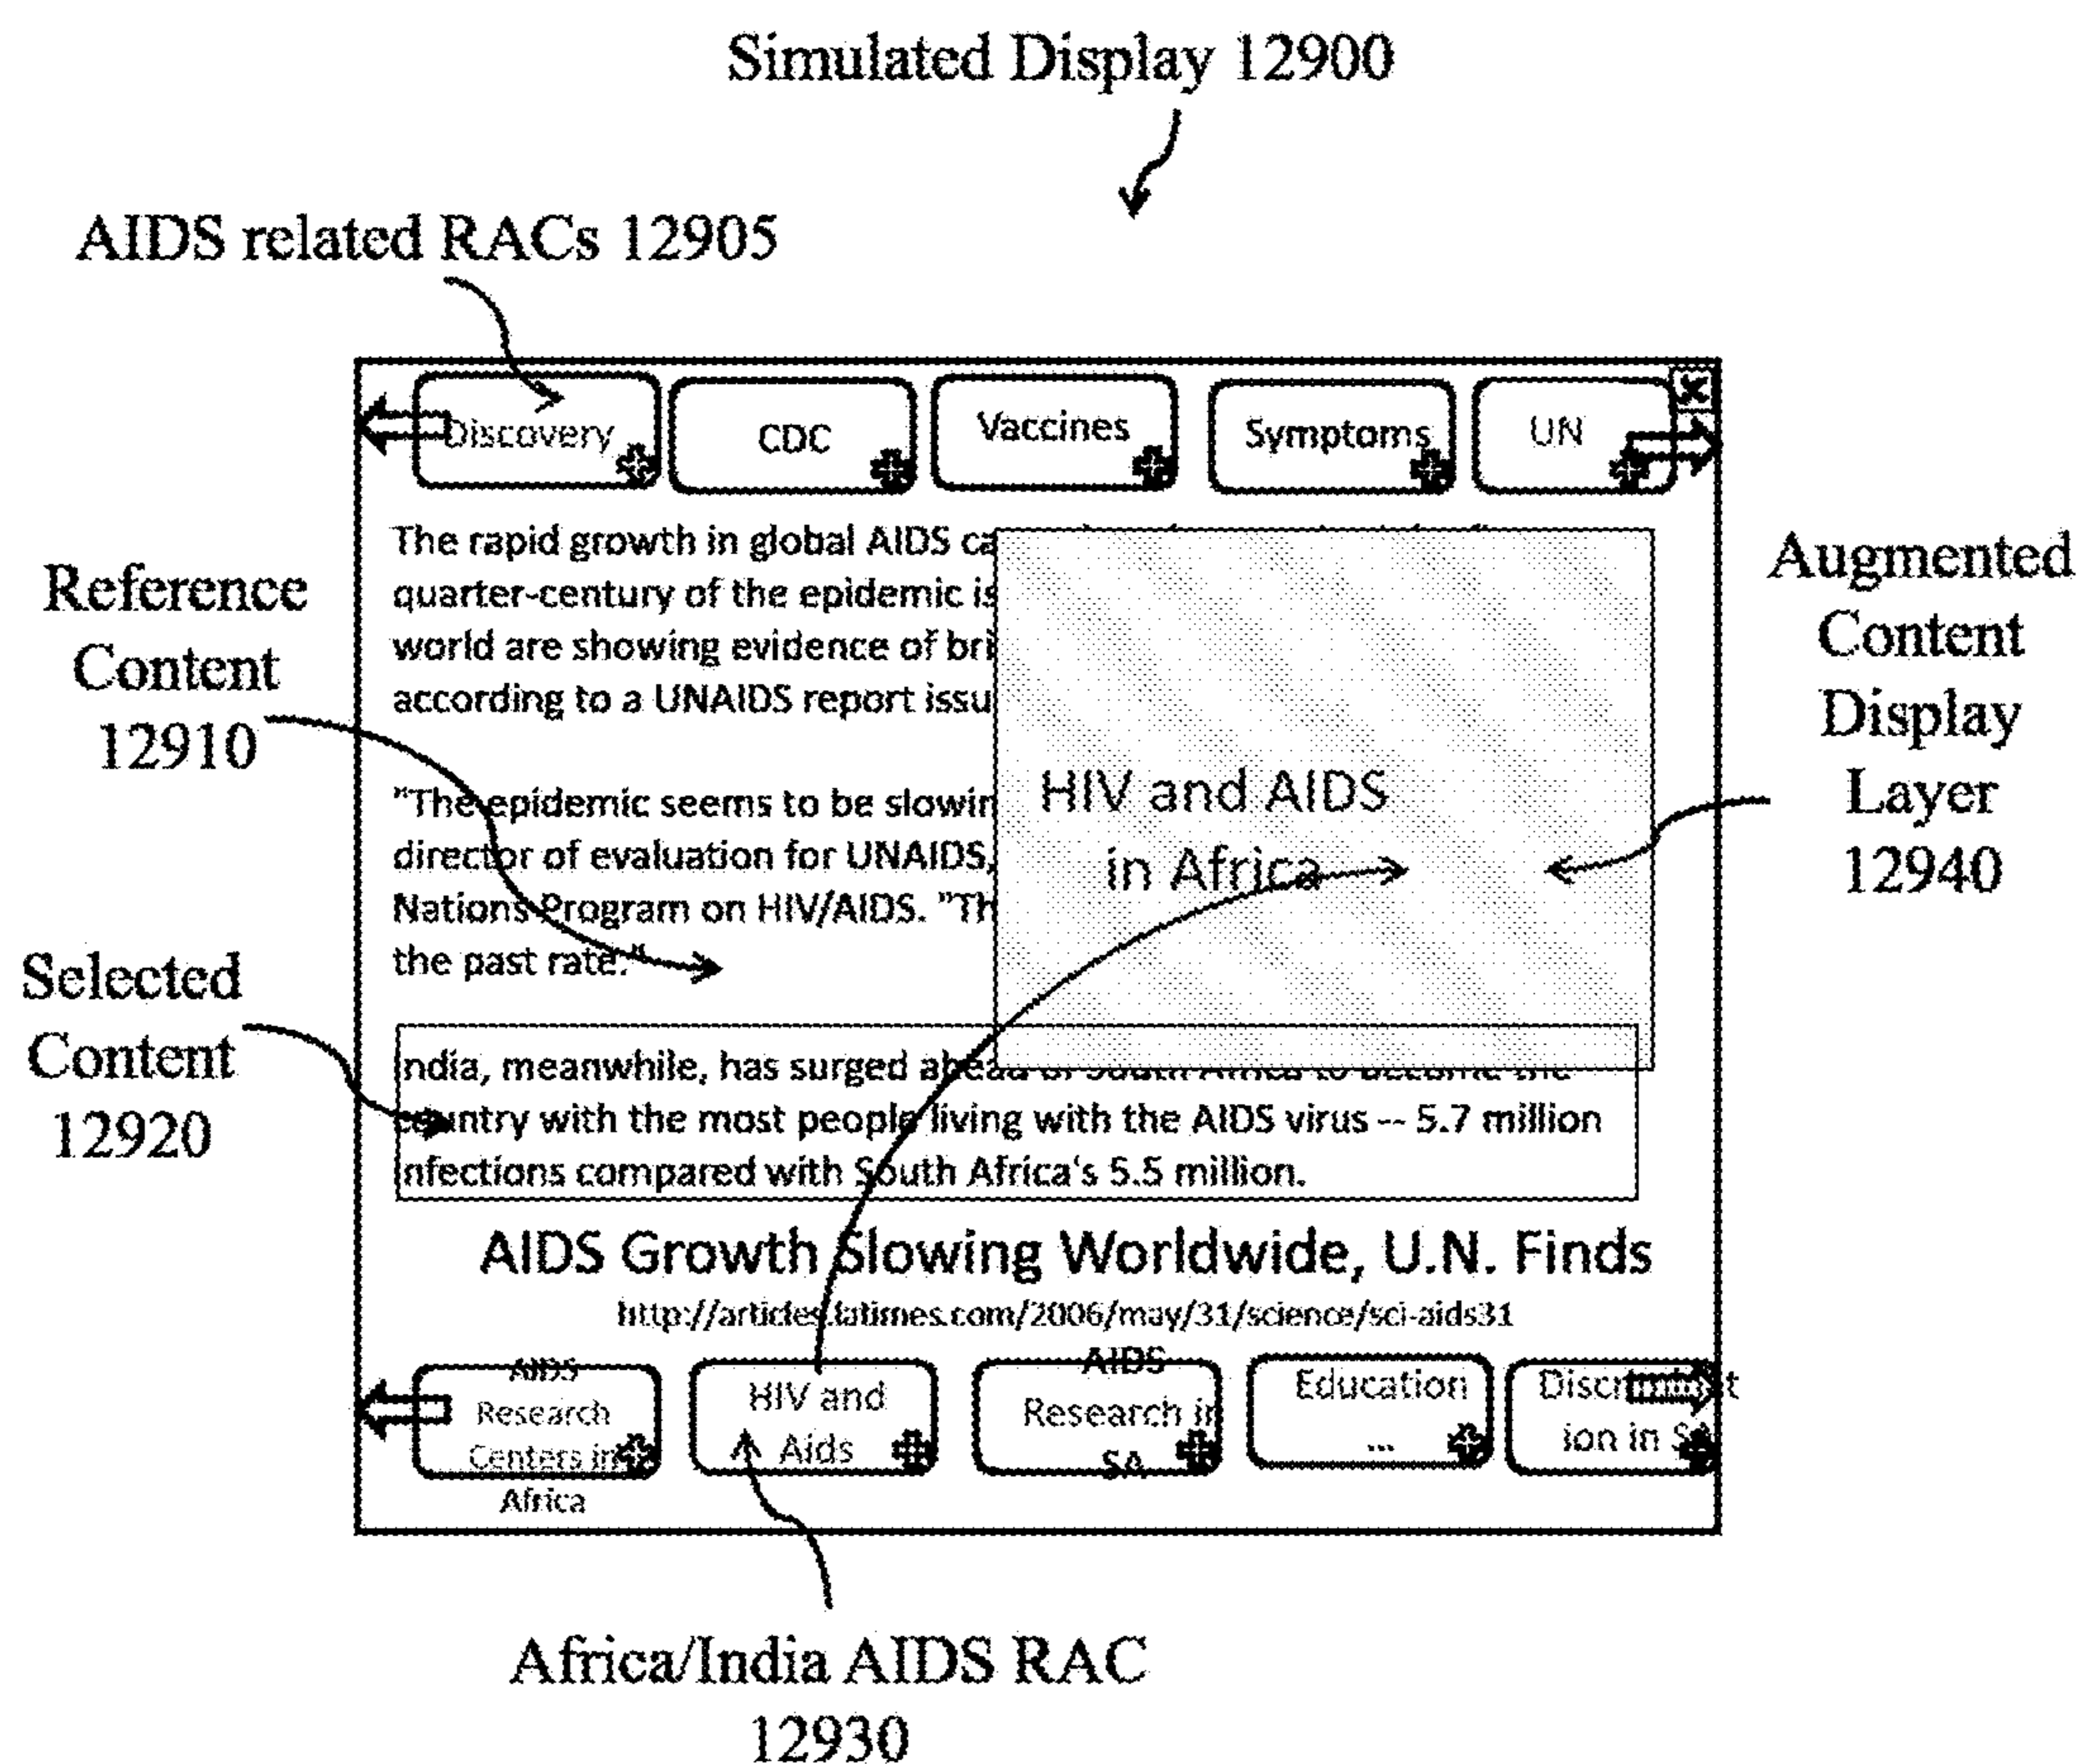 Simulated Display 12900
AIDS related RACs 12905
Discovery
CDC
Vaccines
Symptoms
UN
Reference
Content
12910
Selected
Content
12920
The rapid growth in global AIDS ca
quarter-century of the epidemic is
world are showing evidence of bri
according to a UNAIDS report issu
"The epidemic seems to be slowin
director of evaluation for UNAIDS,
Nations Program on HIV/AIDS. "Th
the past rate."
HIV and AIDS
in Africa
Augmented
Content
Display
Layer
12940
India, meanwhile, has surged ahead of South Africa to become the
country with the most people living with the AIDS virus -- 5.7 million
infections compared with South Africa's 5.5 million.
AIDS Growth Slowing Worldwide, U.N. Finds
http://articles.latimes.com/2006/may/31/science/sci-aids31
AIDS
Research
Centers in
Africa
HIV and
Aids
AIDS
Research in
SA
Education
...
Discriminat
ion in SA
Africa/India AIDS RAC
12930